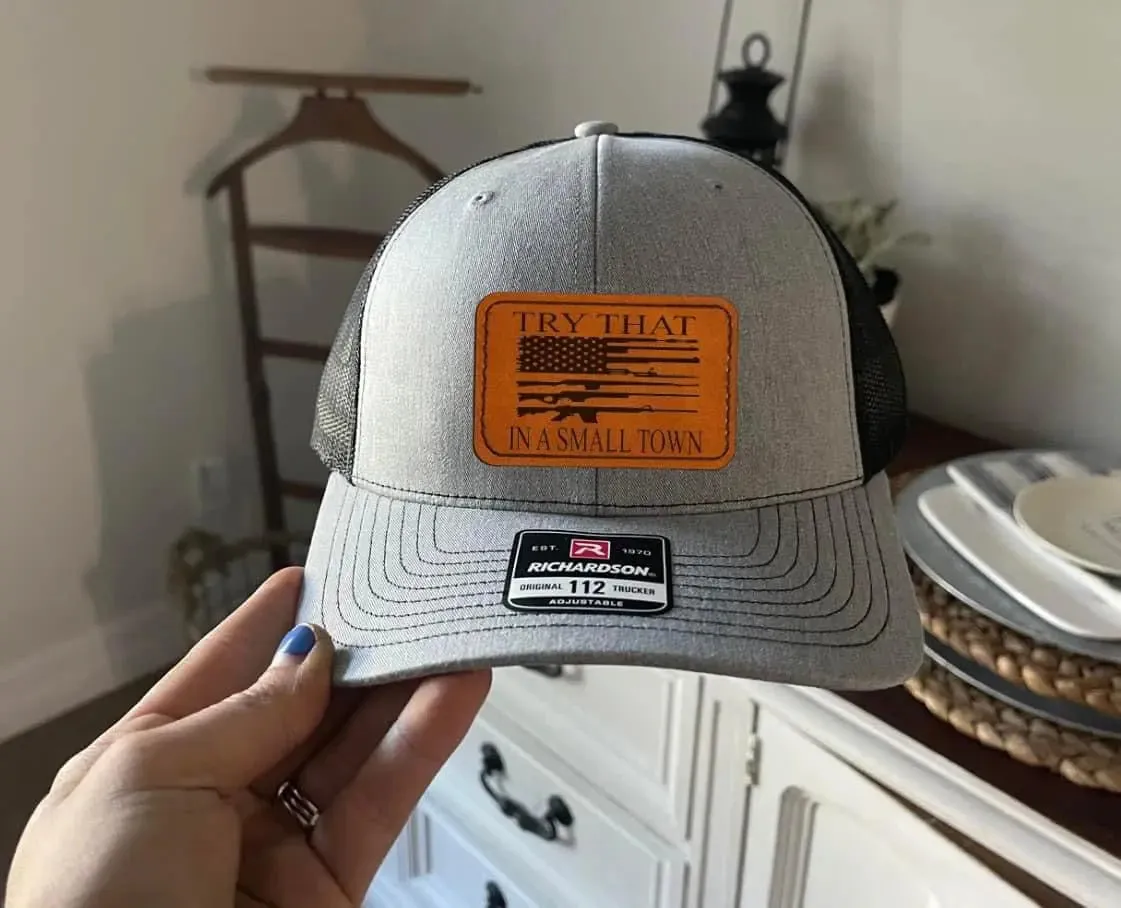 TRY THAT
IN A SMALL TOWN
EST. R 1970
RICHARDSON®
ORIGINAL 112 TRUCKER
ADJUSTABLE